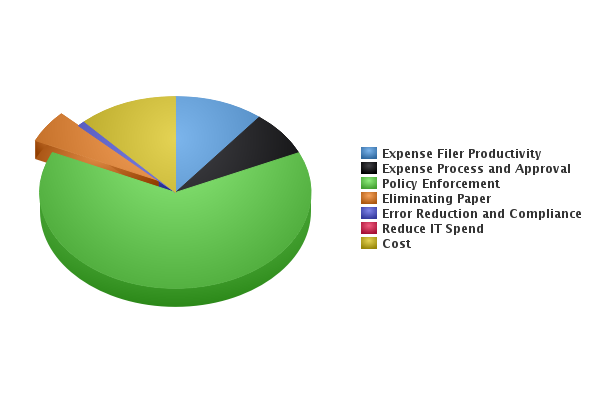 Expense Filer Productivity
Expense Process and Approval
Policy Enforcement
Eliminating Paper
Error Reduction and Compliance
Reduce IT Spend
Cost